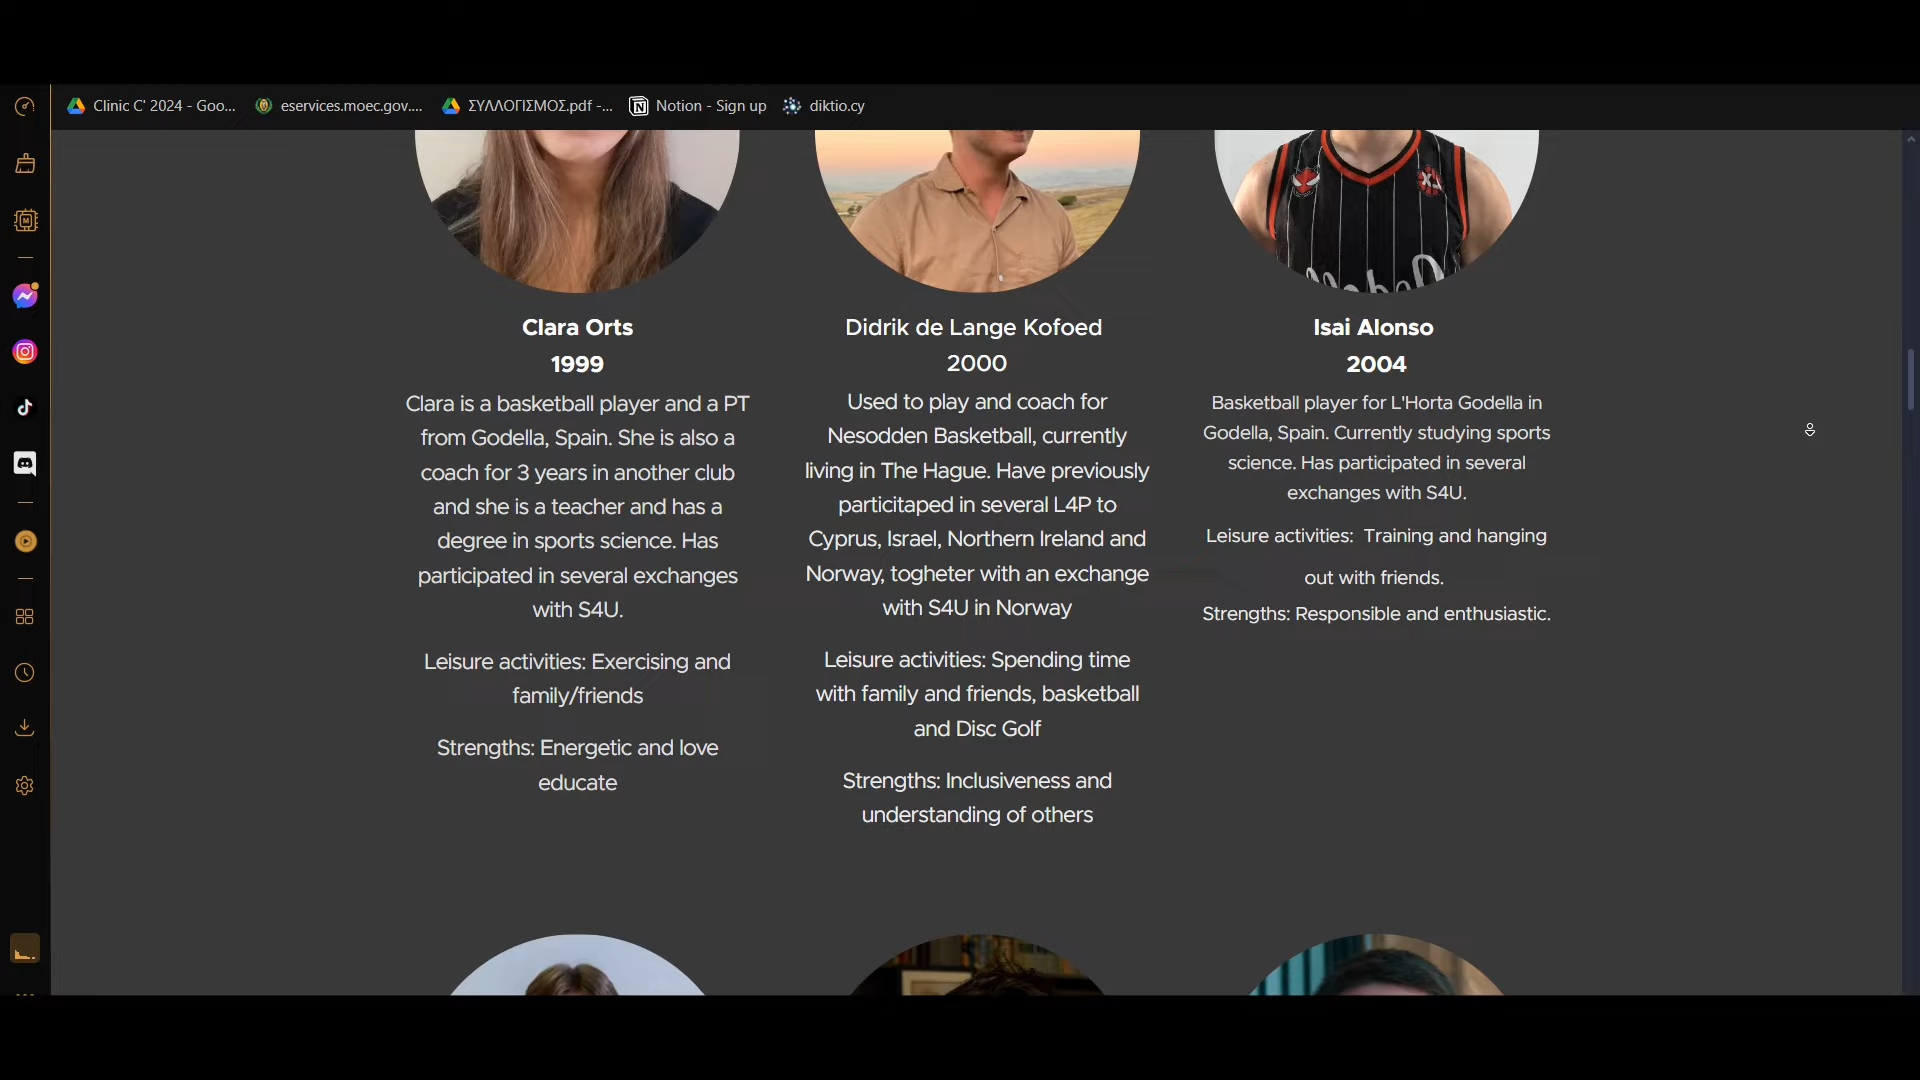 Clinic C' 2024 - Goo...
eservices.moec.gov....
ΣΥΛΛΟΓΙΣΜΟΣ.pdf -...
Notion - Sign up
diktio.cy
Clara Orts
1999
Clara is a basketball player and a PT
from Godella, Spain. She is also a
coach for 3 years in another club
and she is a teacher and has a
degree in sports science. Has
participated in several exchanges
with S4U.
Leisure activities: Exercising and
family/friends
Strengths: Energetic and love
educate
Didrik de Lange Kofoed
2000
Used to play and coach for
Nesodden Basketball, currently
living in The Hague. Have previously
particitaped in several L4P to
Cyprus, Israel, Northern Ireland and
Norway, togheter with an exchange
with S4U in Norway
Leisure activities: Spending time
with family and friends, basketball
and Disc Golf
Strengths: Inclusiveness and
understanding of others
Isai Alonso
2004
Basketball player for L'Horta Godella in
Godella, Spain. Currently studying sports
science. Has participated in several
exchanges with S4U.
Leisure activities: Training and hanging
out with friends.
Strengths: Responsible and enthusiastic.